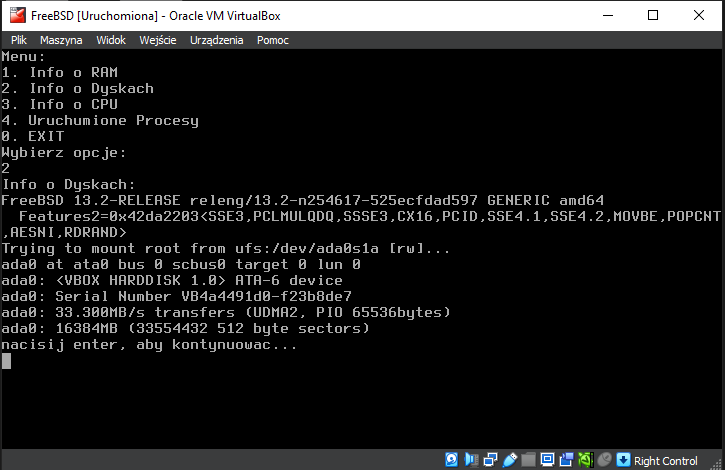 FreeBSD [Uruchomiona] - Oracle VM VirtualBox
Plik Maszyna Widok Wejście Urządzenia Pomoc
Menu:
1. Info o RAM
2. Info o Dyskach
3. Info o CPU
4. Uruchumione Procesy
0. EXIT
Wybierz opcje:
2
Info o Dyskach:
FreeBSD 13.2-RELEASE releng/13.2-n254617-525ecfdad597 GENERIC amd64
  Features2=0x42da2203<SSE3,PCLMULQDQ,SSSE3,CX16,PCID,SSE4.1,SSE4.2,MOVBE,POPCNT
,AESNI,RDRAND>
Trying to mount root from ufs:/dev/ada0s1a [rw]...
ada0 at ata0 bus 0 scbus0 target 0 lun 0
ada0: <VBOX HARDDISK 1.0> ATA-6 device
ada0: Serial Number VB4a4491d0-f23b8de7
ada0: 33.300MB/s transfers (UDMA2, PIO 65536bytes)
ada0: 16384MB (33554432 512 byte sectors)
nacisij enter, aby kontynuowac...
Right Control